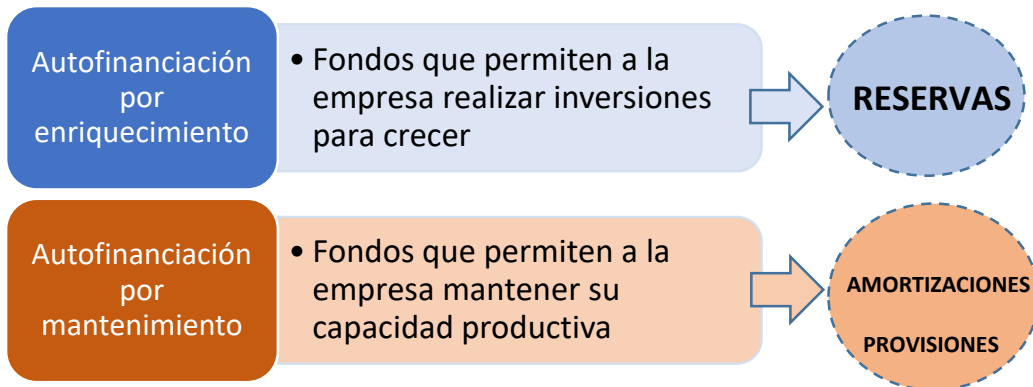 Autofinanciación
por
enriquecimiento
• Fondos que permiten a la
empresa realizar inversiones
para crecer
RESERVAS
Autofinanciación
por
mantenimiento
• Fondos que permiten a la
empresa mantener su
capacidad productiva
AMORTIZACIONES
PROVISIONES